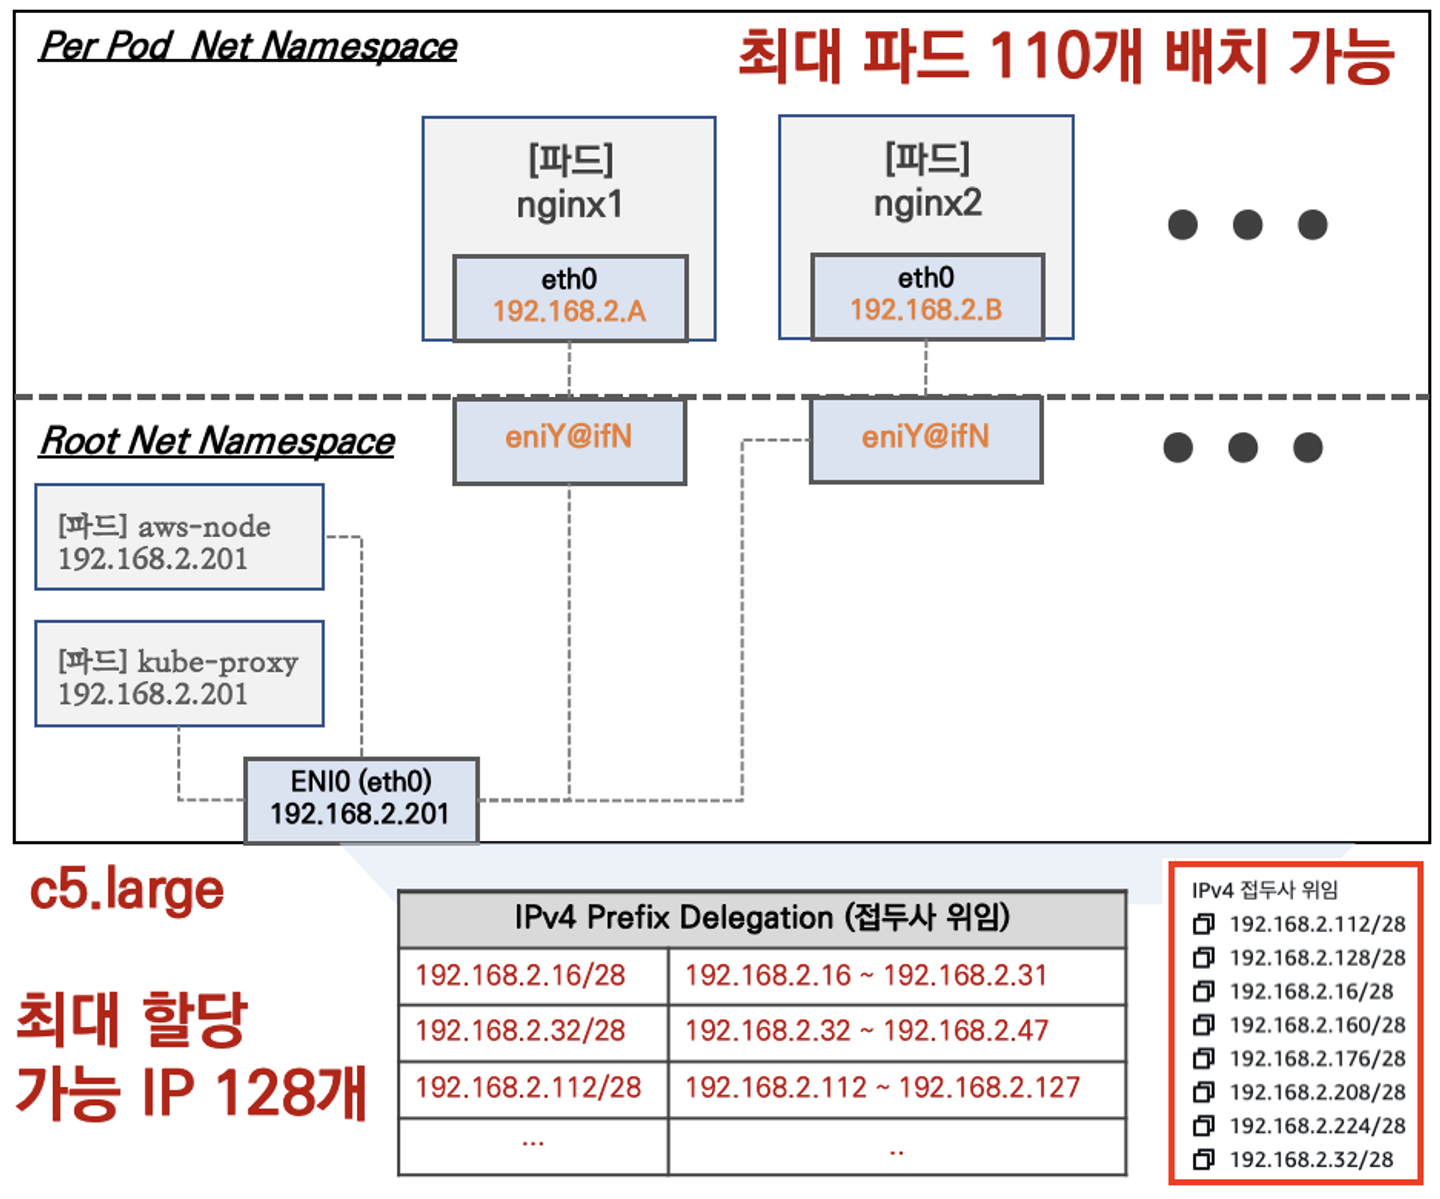 Per Pod Net Namespace
최대 파드 110개 배치 가능
[파드]
nginx1
eth0
192.168.2.A
[파드]
nginx2
eth0
192.168.2.B
Root Net Namespace
eniY@ifN
eniY@ifN
[파드] aws-node
192.168.2.201
[파드] kube-proxy
192.168.2.201
ENI0 (eth0)
192.168.2.201
c5.large
최대 할당
가능 IP 128개
IPv4 Prefix Delegation (접두사 위임)
192.168.2.16/28 192.168.2.16 ~ 192.168.2.31
192.168.2.32/28 192.168.2.32 ~ 192.168.2.47
192.168.2.112/28 192.168.2.112 ~ 192.168.2.127
... ..
IPv4 접두사 위임
192.168.2.112/28
192.168.2.128/28
192.168.2.16/28
192.168.2.160/28
192.168.2.176/28
192.168.2.208/28
192.168.2.224/28
192.168.2.32/28